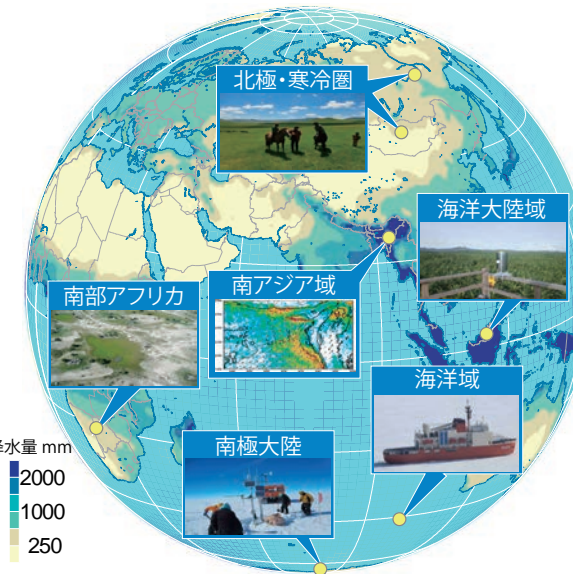 北極・寒冷圏
海洋大陸域
南アジア域
南部アフリカ
海洋域
南極大陸
降水量 mm
2000
1000
250